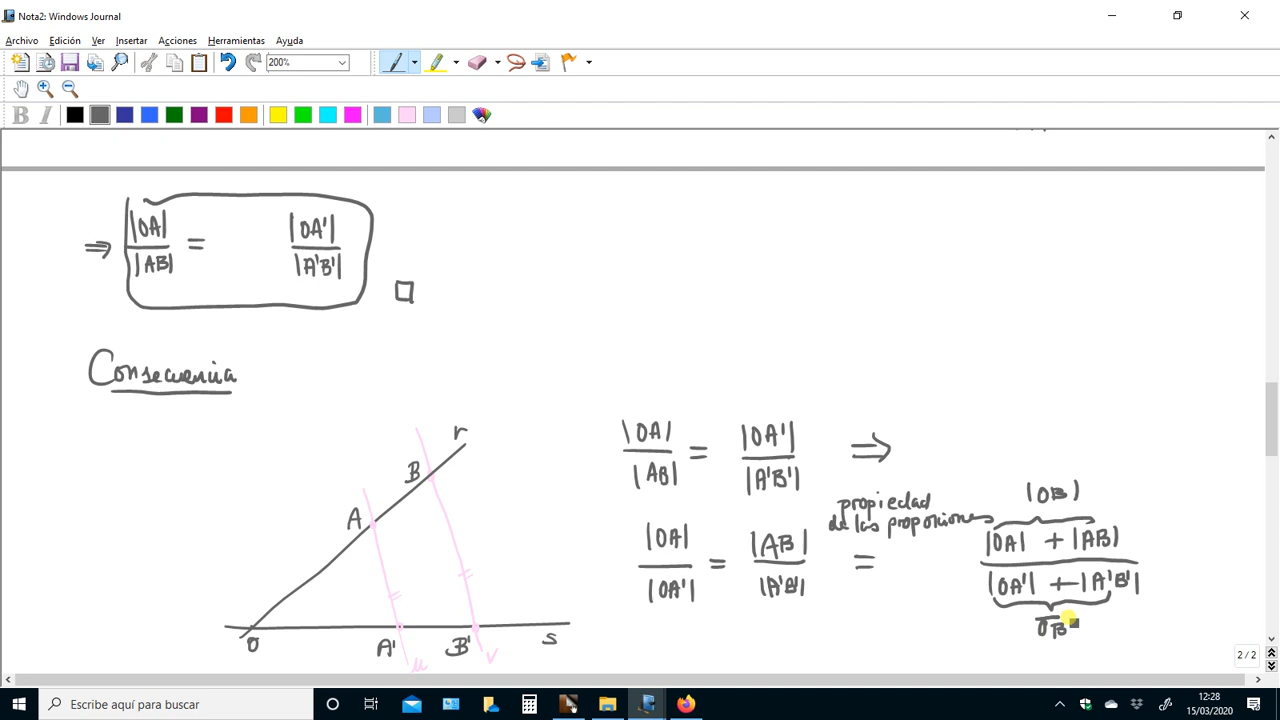 Nota2: Windows Journal
Archivo Edición Ver Insertar Acciones Herramientas Ayuda
200%
B I
⇒ |OA| / |AB| = |OA'| / |A'B'| □
Consecuencia
r
B
A
O A' B' s
u v
|OA| / |AB| = |OA'| / |A'B'| ⇒
propiedad
de las proporciones
|OB|
|OA| / |OA'| = |AB| / |A'B'| = |OA| + |AB| / |OA'| + |A'B'|
OB
2 / 2
Escribe aquí para buscar
12:28
15/03/2020